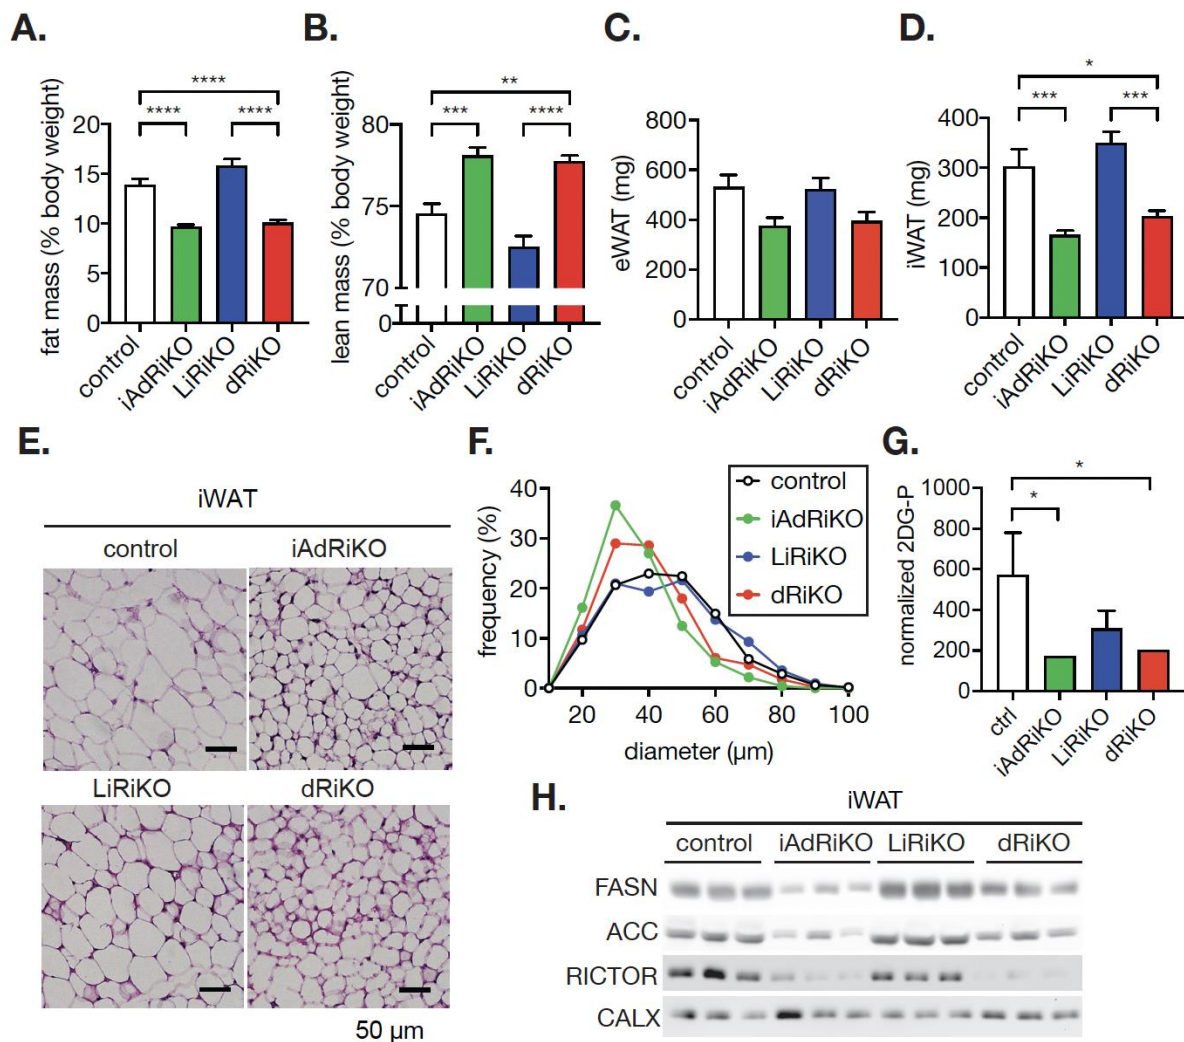 A.
B.
C.
D.
fat mass (% body weight)
20
15
10
5
0
****
****
****
control
iAdRiKO
LiRiKO
dRiKO
lean mass (% body weight)
80
75
70
0
**
***
****
control
iAdRiKO
LiRiKO
dRiKO
eWAT (mg)
800
600
400
200
0
control
iAdRiKO
LiRiKO
dRiKO
iWAT (mg)
400
300
200
100
0
*
***
***
control
iAdRiKO
LiRiKO
dRiKO
E.
iWAT
control
iAdRiKO
LiRiKO
dRiKO
50 µm
F.
frequency (%)
40
30
20
10
0
20
40
60
80
100
diameter (µm)
control
iAdRiKO
LiRiKO
dRiKO
G.
normalized 2DG-P
1000
800
600
400
200
0
*
*
ctrl
iAdRiKO
LiRiKO
dRiKO
H.
iWAT
control iAdRiKO LiRiKO dRiKO
FASN
ACC
RICTOR
CALX